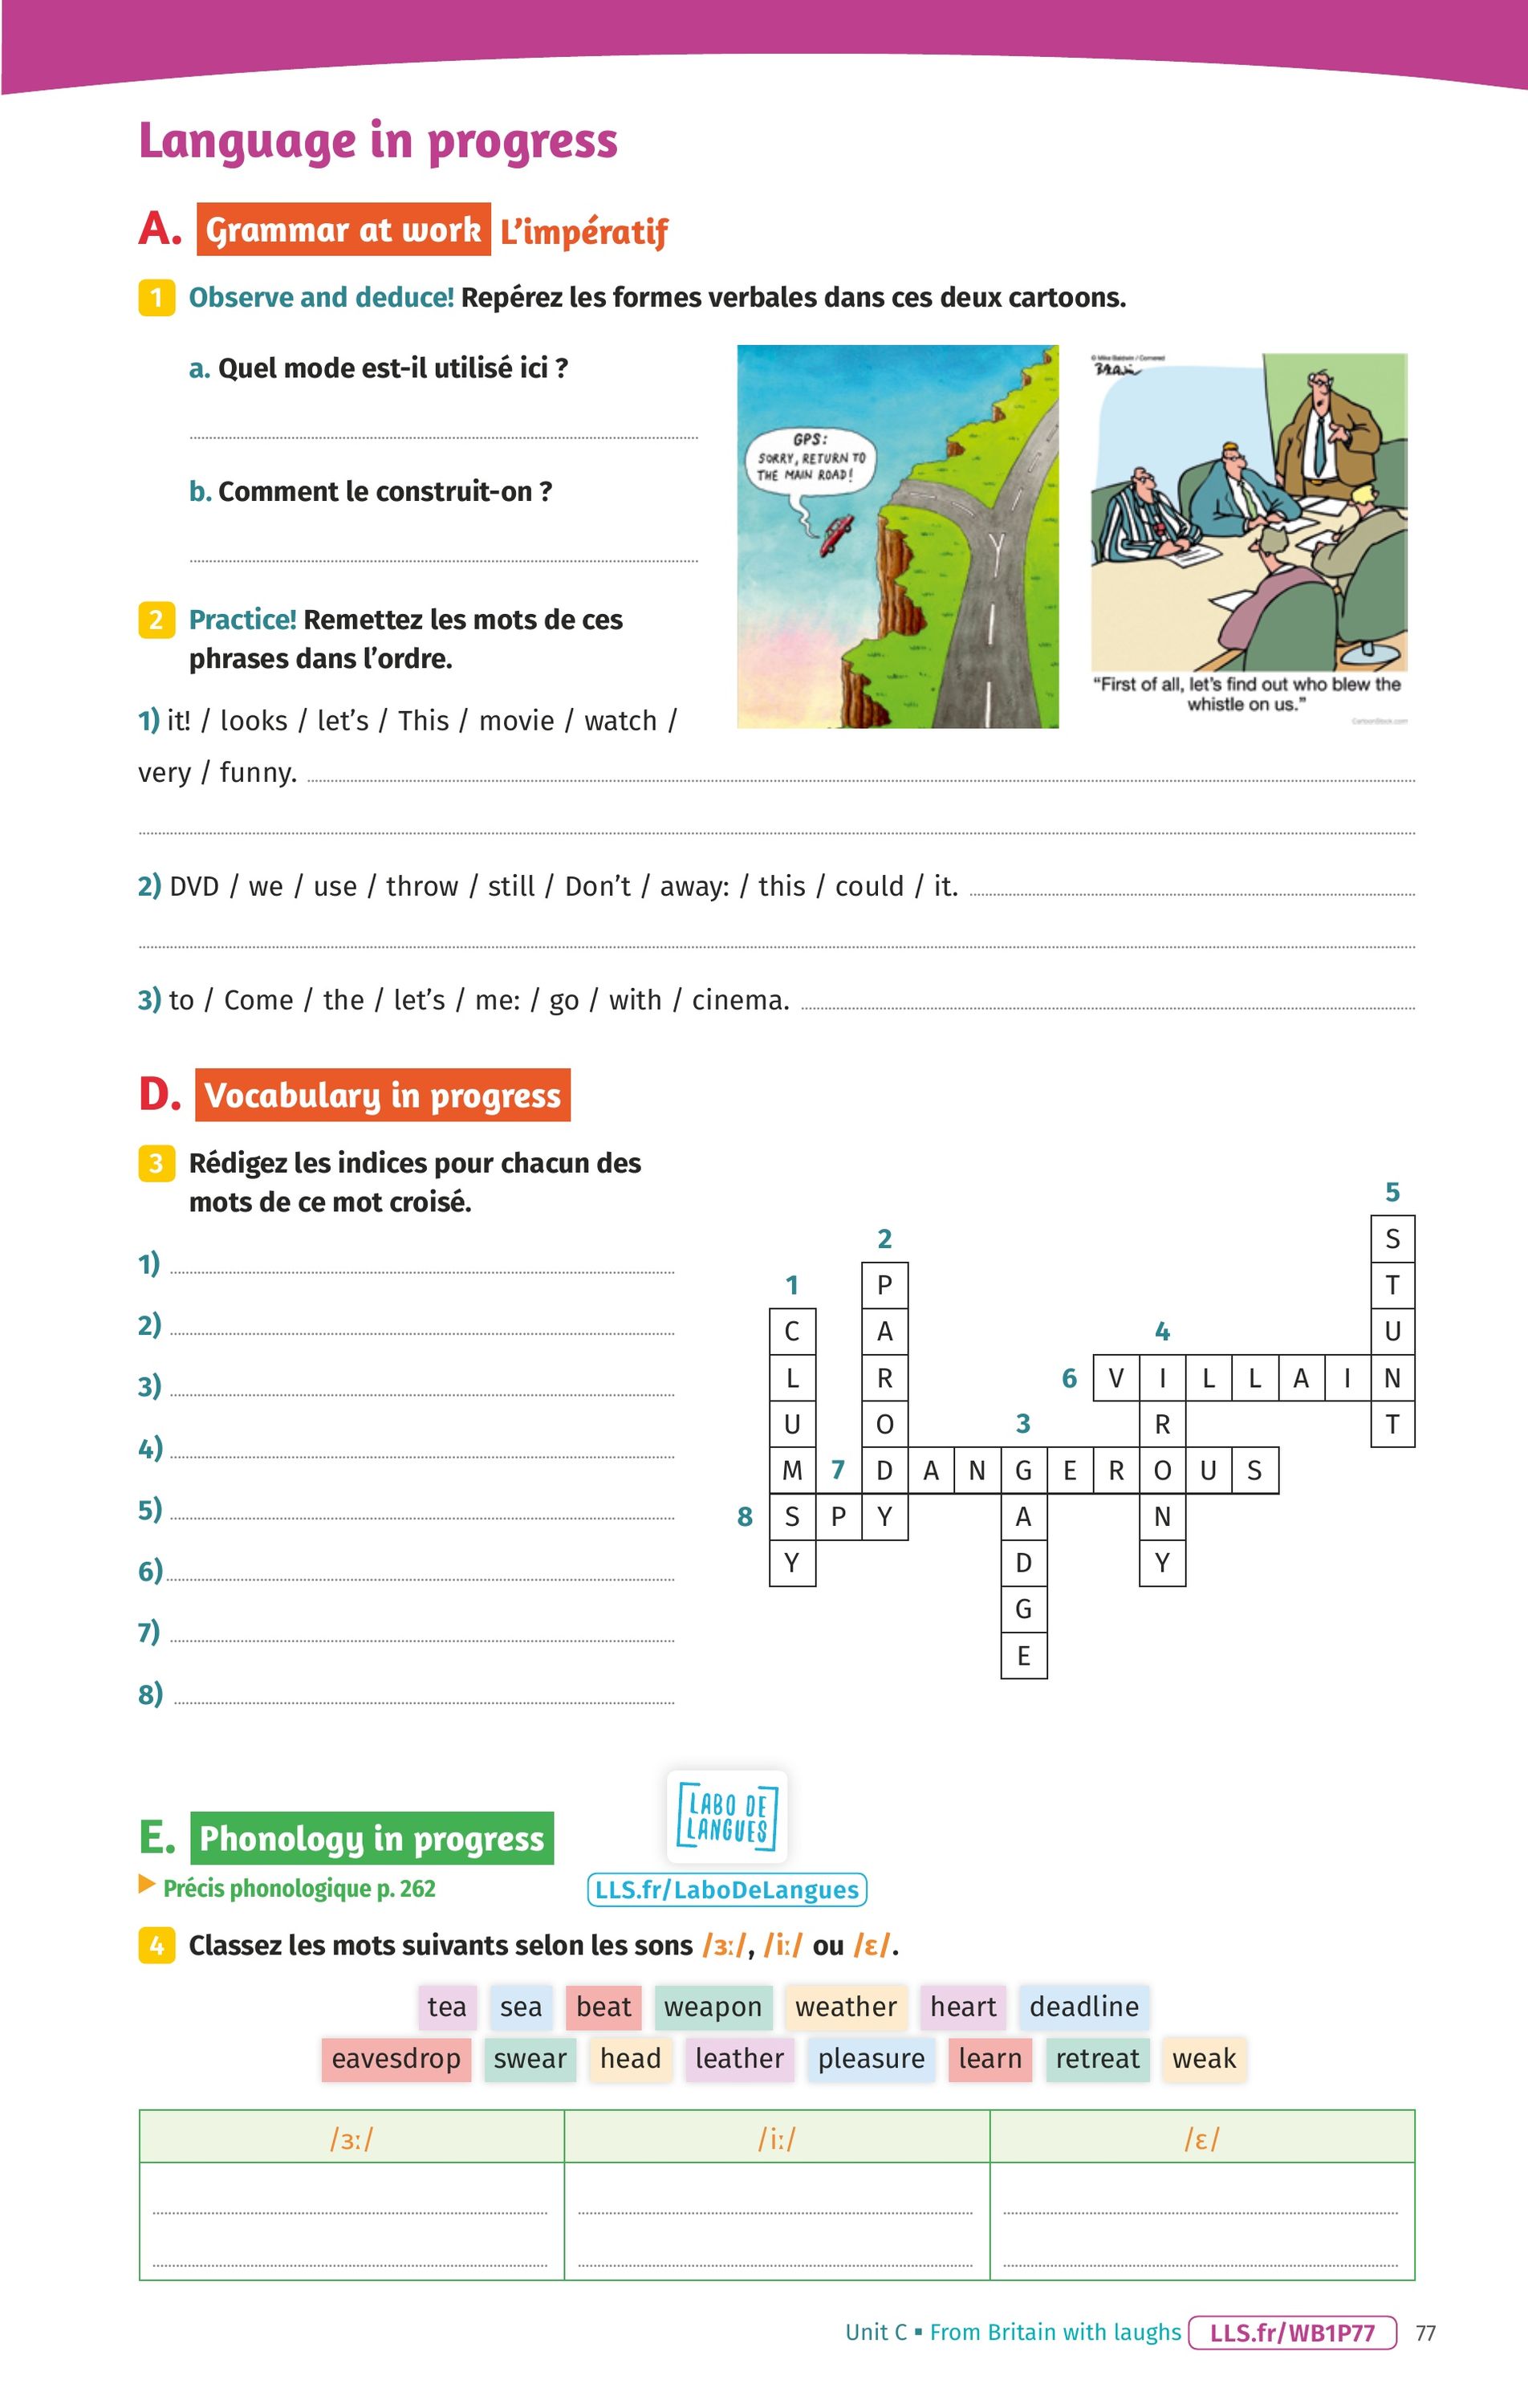 Language in progress
A. Grammar at work L'impératif
1 Observe and deduce! Repérez les formes verbales dans ces deux cartoons.
a. Quel mode est-il utilisé ici ?
b. Comment le construit-on ?
GPS:
SORRY, RETURN TO
THE MAIN ROAD!
© Mike Baldwin / Cornered
"First of all, let's find out who blew the
whistle on us."
CartoonStock.com
2 Practice! Remettez les mots de ces
phrases dans l'ordre.
1) it! / looks / let's / This / movie / watch /
very / funny.
2) DVD / we / use / throw / still / Don't / away: / this / could / it.
3) to / Come / the / let's / me: / go / with / cinema.
D. Vocabulary in progress
3 Rédigez les indices pour chacun des
mots de ce mot croisé.
1)
2)
3)
4)
5)
6)
7)
8)
5
2 S
1 P T
C A 4 U
L R 6 V I L L A I N
U O 3 R T
M 7 D A N G E R O U S
8 S P Y A N
Y D Y
G
E
E. Phonology in progress
LABO DE
LANGUES
Précis phonologique p. 262
LLS.fr/LaboDeLangues
4 Classez les mots suivants selon les sons /ɜː/, /iː/ ou /ɛ/.
tea sea beat weapon weather heart deadline
eavesdrop swear head leather pleasure learn retreat weak
/ɜː/ /iː/ /ɛ/
Unit C ▪ From Britain with laughs LLS.fr/WB1P77 77